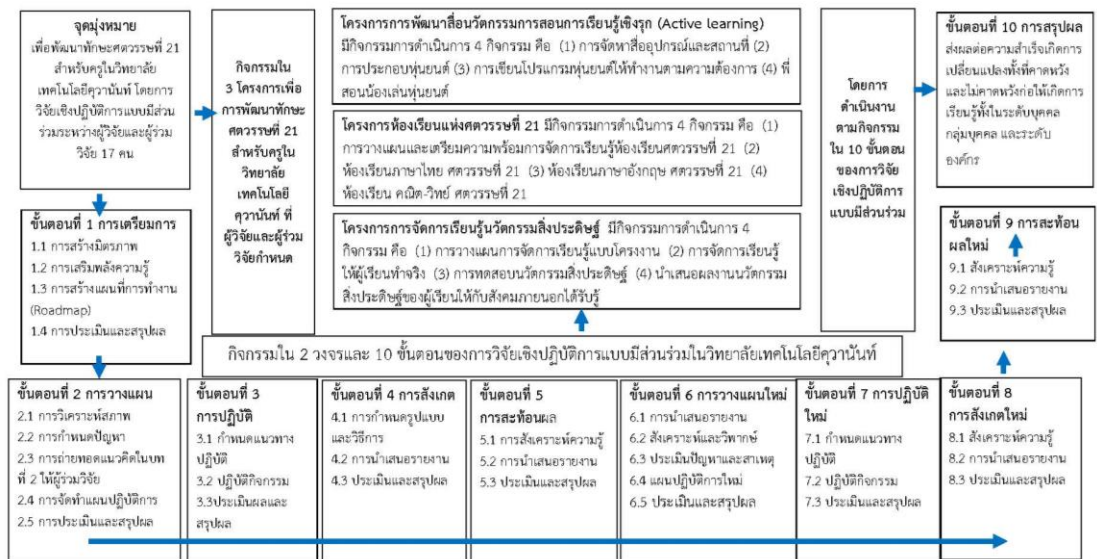 จุดมุ่งหมาย
เพื่อพัฒนาทักษะศตวรรษที่ 21
สำหรับครูในวิทยาลัย
เทคโนโลยีคุวานันท์ โดยการ
วิจัยเชิงปฏิบัติการแบบมีส่วน
ร่วมระหว่างผู้วิจัยและผู้ร่วม
วิจัย 17 คน
กิจกรรมใน
3 โครงการเพื่อ
การพัฒนาทักษะ
ศตวรรษที่ 21
สำหรับครูใน
วิทยาลัย
เทคโนโลยี
คุวานันท์ ที่
ผู้วิจัยและผู้ร่วม
วิจัยกำหนด
โครงการการพัฒนาสื่อนวัตกรรมการสอนการเรียนรู้เชิงรุก (Active learning)
มีกิจกรรมการดำเนินการ 4 กิจกรรม คือ (1) การจัดหาสื่ออุปกรณ์และสถานที่ (2)
การประกอบหุ่นยนต์ (3) การเขียนโปรแกรมหุ่นยนต์ให้ทำงานตามความต้องการ (4) พี่
สอนน้องเล่นหุ่นยนต์
โครงการห้องเรียนแห่งศตวรรษที่ 21 มีกิจกรรมการดำเนินการ 4 กิจกรรม คือ (1)
การวางแผนและเตรียมความพร้อมการจัดการเรียนรู้ห้องเรียนศตวรรษที่ 21 (2)
ห้องเรียนภาษาไทย ศตวรรษที่ 21 (3) ห้องเรียนภาษาอังกฤษ ศตวรรษที่ 21 (4)
ห้องเรียน คณิต-วิทย์ ศตวรรษที่ 21
โครงการการจัดการเรียนรู้นวัตกรรมสิ่งประดิษฐ์ มีกิจกรรมการดำเนินการ 4
กิจกรรม คือ (1) การวางแผนการจัดการเรียนรู้แบบโครงงาน (2) การจัดการเรียนรู้
ให้ผู้เรียนทำจริง (3) การทดสอบนวัตกรรมสิ่งประดิษฐ์ (4) นำเสนอผลงานนวัตกรรม
สิ่งประดิษฐ์ของผู้เรียนให้กับสังคมภายนอกได้รับรู้
โดยการ
ดำเนินงาน
ตามกิจกรรม
ใน 10 ขั้นตอน
ของการวิจัย
เชิงปฏิบัติการ
แบบมีส่วนร่วม
ขั้นตอนที่ 10 การสรุปผล
ส่งผลต่อความสำเร็จเกิดการ
เปลี่ยนแปลงทั้งที่คาดหวัง
และไม่คาดหวังก่อให้เกิดการ
เรียนรู้ทั้งในระดับบุคคล
กลุ่มบุคคล และระดับ
องค์กร
ขั้นตอนที่ 1 การเตรียมการ
1.1 การสร้างมิตรภาพ
1.2 การเสริมพลังความรู้
1.3 การสร้างแผนที่การทำงาน
(Roadmap)
1.4 การประเมินและสรุปผล
ขั้นตอนที่ 9 การสะท้อน
ผลใหม่
9.1 สังเคราะห์ความรู้
9.2 การนำเสนอรายงาน
9.3 ประเมินและสรุปผล
กิจกรรมใน 2 วงจรและ 10 ขั้นตอนของการวิจัยเชิงปฏิบัติการแบบมีส่วนร่วมในวิทยาลัยเทคโนโลยีคุวานันท์
ขั้นตอนที่ 2 การวางแผน
2.1 การวิเคราะห์สภาพ
2.2 การกำหนดปัญหา
2.3 การถ่ายทอดแนวคิดในบท
ที่ 2 ให้ผู้ร่วมวิจัย
2.4 การจัดทำแผนปฏิบัติการ
2.5 การประเมินและสรุปผล
ขั้นตอนที่ 3
การปฏิบัติ
3.1 กำหนดแนวทาง
ปฏิบัติ
3.2 ปฏิบัติกิจกรรม
3.3ประเมินผลและ
สรุปผล
ขั้นตอนที่ 4 การสังเกต
4.1 การกำหนดรูปแบบ
และวิธีการ
4.2 การนำเสนอรายงาน
4.3 ประเมินและสรุปผล
ขั้นตอนที่ 5
การสะท้อนผล
5.1 การสังเคราะห์ความรู้
5.2 การนำเสนอรายงาน
5.3 ประเมินและสรุปผล
ขั้นตอนที่ 6 การวางแผนใหม่
6.1 การนำเสนอรายงาน
6.2 สังเคราะห์และวิพากษ์
6.3 ประเมินปัญหาและสาเหตุ
6.4 แผนปฏิบัติการใหม่
6.5 ประเมินและสรุปผล
ขั้นตอนที่ 7 การปฏิบัติ
ใหม่
7.1 กำหนดแนวทาง
ปฏิบัติ
7.2 ปฏิบัติกิจกรรม
7.3 ประเมินและสรุปผล
ขั้นตอนที่ 8
การสังเกตใหม่
8.1 สังเคราะห์ความรู้
8.2 การนำเสนอรายงาน
8.3 ประเมินและสรุปผล